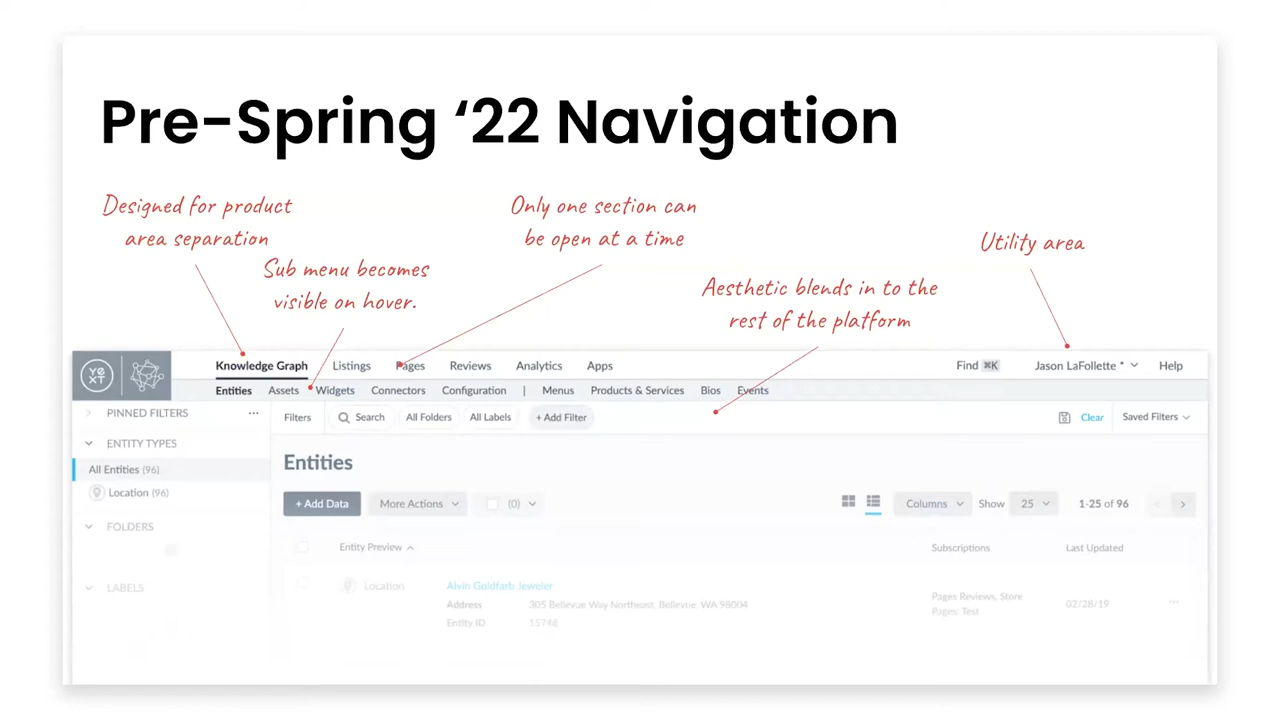 Pre-Spring ‘22 Navigation
Designed for product
area separation
Only one section can
be open at a time
Utility area
Sub menu becomes
visible on hover.
Aesthetic blends in to the
rest of the platform
yext
Knowledge Graph Listings Pages Reviews Analytics Apps Find ⌘K Jason LaFollette * Help
Entities Assets Widgets Connectors Configuration | Menus Products & Services Bios Events
PINNED FILTERS ... Filters Search All Folders All Labels + Add Filter Clear Saved Filters
ENTITY TYPES
All Entities (96)
Location (96)
FOLDERS
LABELS
Entities
+ Add Data More Actions (0) Columns Show 25 1-25 of 96
Entity Preview Subscriptions Last Updated
Location Alvin Goldfarb Jeweler
Address 305 Bellevue Way Northeast, Bellevue, WA 98004
Entity ID 15748
Pages Reviews, Store
Pages: Test
02/28/19 ...